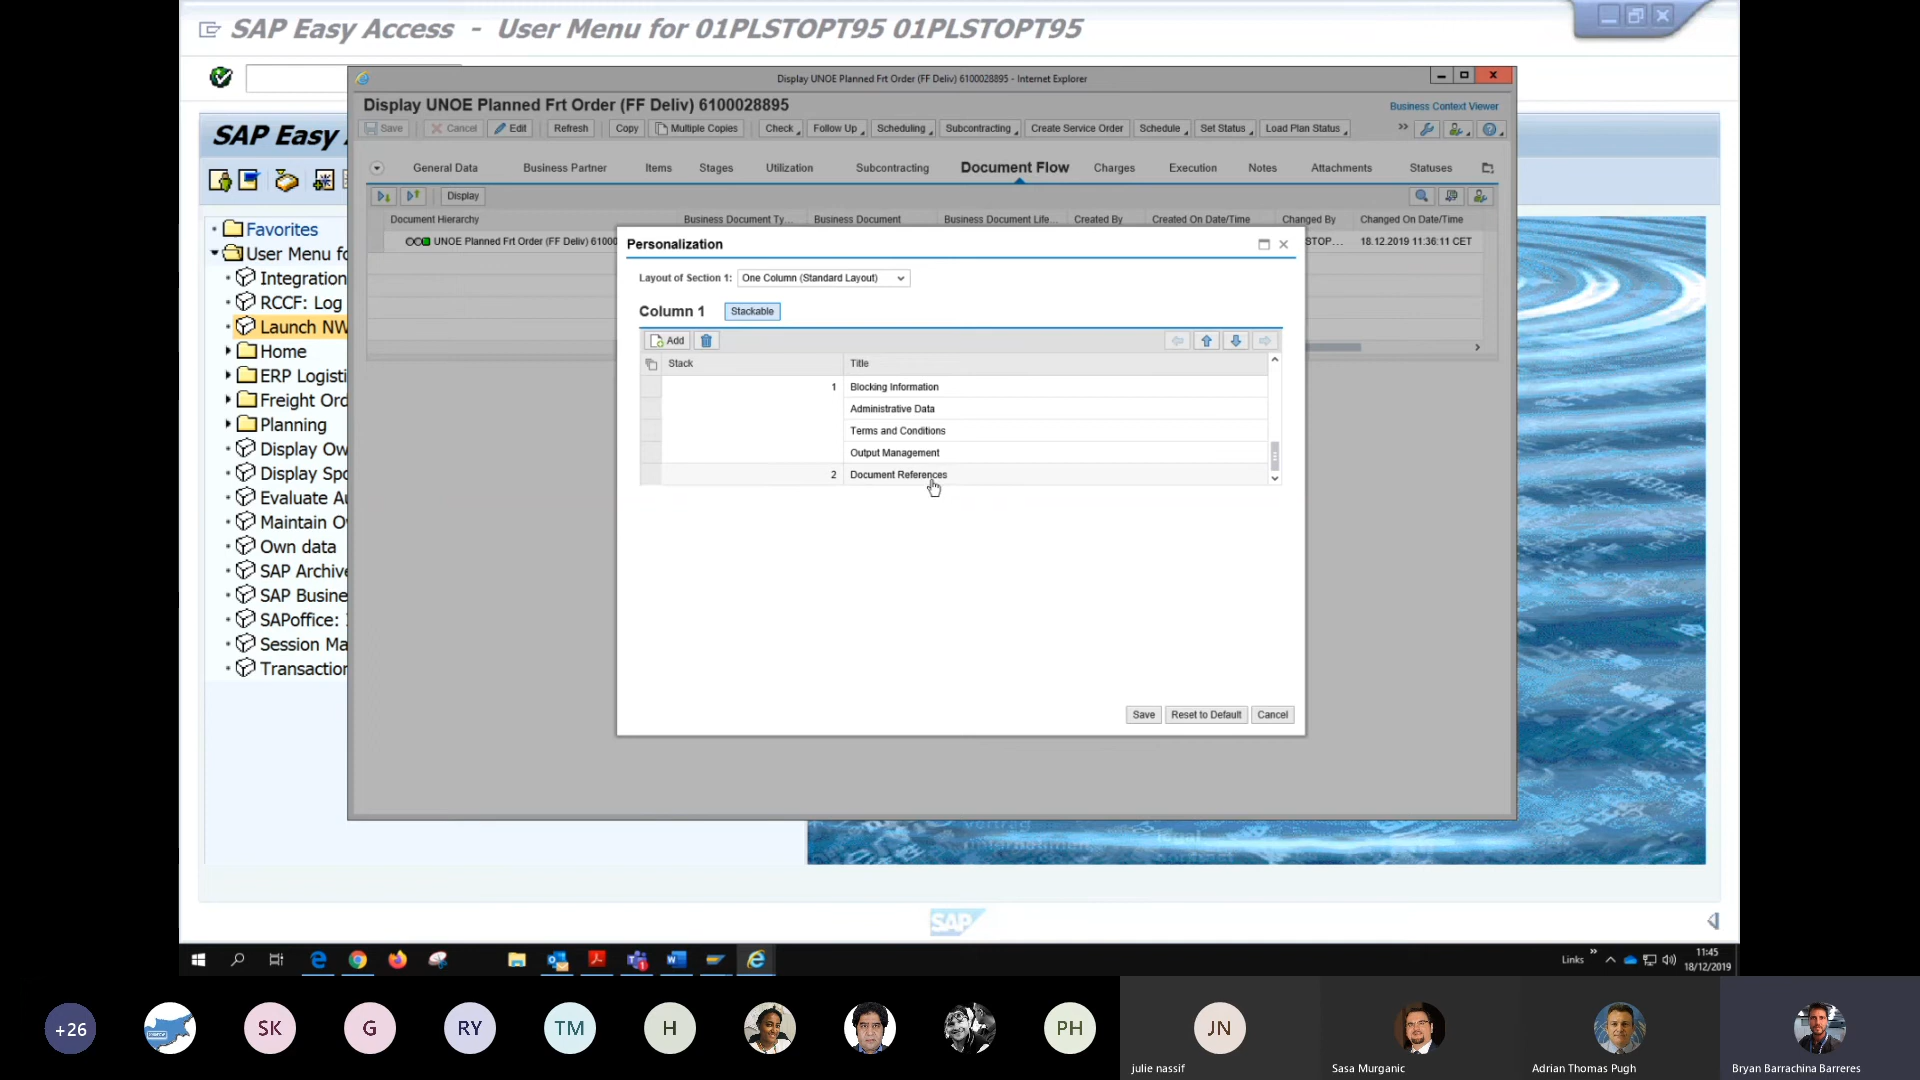 SAP Easy Access - User Menu for 01PLSTOPT95 01PLSTOPT95
Display UNOE Planned Frt Order (FF Deliv) 6100028895 - Internet Explorer
Display UNOE Planned Frt Order (FF Deliv) 6100028895
Business Context Viewer
Save Cancel Edit Refresh Copy Multiple Copies Check Follow Up Scheduling Subcontracting Create Service Order Schedule Set Status Load Plan Status
SAP Easy
General Data Business Partner Items Stages Utilization Subcontracting Document Flow Charges Execution Notes Attachments Statuses
Display
Document Hierarchy Business Document Ty... Business Document Business Document Life... Created By Created On Date/Time Changed By Changed On Date/Time
UNOE Planned Frt Order (FF Deliv) 61000 STOP... 18.12.2019 11:36:11 CET
Personalization
Layout of Section 1: One Column (Standard Layout)
Column 1 Stackable
Add
Stack Title
1 Blocking Information
Administrative Data
Terms and Conditions
Output Management
2 Document References
Save Reset to Default Cancel
Favorites
User Menu fo
Integration
RCCF: Log
Launch NW
Home
ERP Logisti
Freight Ord
Planning
Display Ow
Display Spo
Evaluate Au
Maintain Ow
Own data
SAP Archive
SAP Busine
SAPoffice:
Session Ma
Transaction
SAP
Links
11:45
18/12/2019
+26
SK
G
RY
TM
H
PH
JN
julie nassif
Sasa Murganic
Adrian Thomas Pugh
Bryan Barrachina Barreres